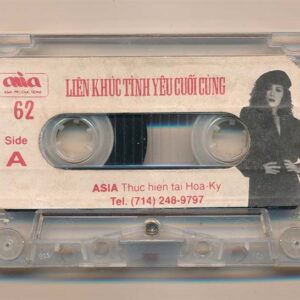 asia
LIÊN KHÚC TÌNH YÊU CUỐI CÙNG
62
Side
A
ASIA Thuc hien tai Hoa-Ky
Tel. (714) 248-9797